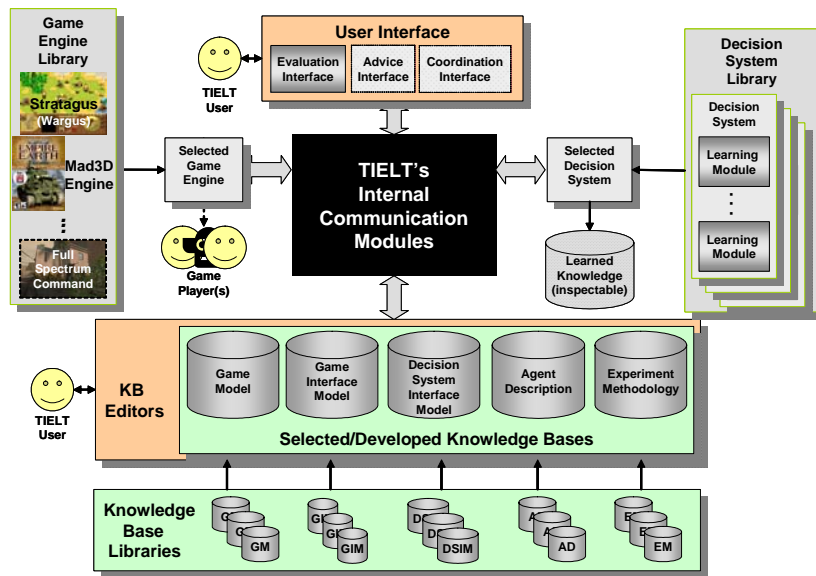 Game
Engine
Library
Stratagus
(Wargus)
EMPIRE
EARTH
Mad3D
Engine
Full
Spectrum
Command
TIELT
User
User Interface
Evaluation
Interface
Advice
Interface
Coordination
Interface
Selected
Game
Engine
Game
Player(s)
TIELT's
Internal
Communication
Modules
Selected
Decision
System
Learned
Knowledge
(inspectable)
Decision
System
Library
Decision
System
Learning
Module
Learning
Module
TIELT
User
KB
Editors
Game
Model
Game
Interface
Model
Decision
System
Interface
Model
Agent
Description
Experiment
Methodology
Selected/Developed Knowledge Bases
Knowledge
Base
Libraries
GM
GIM
DSIM
AD
EM